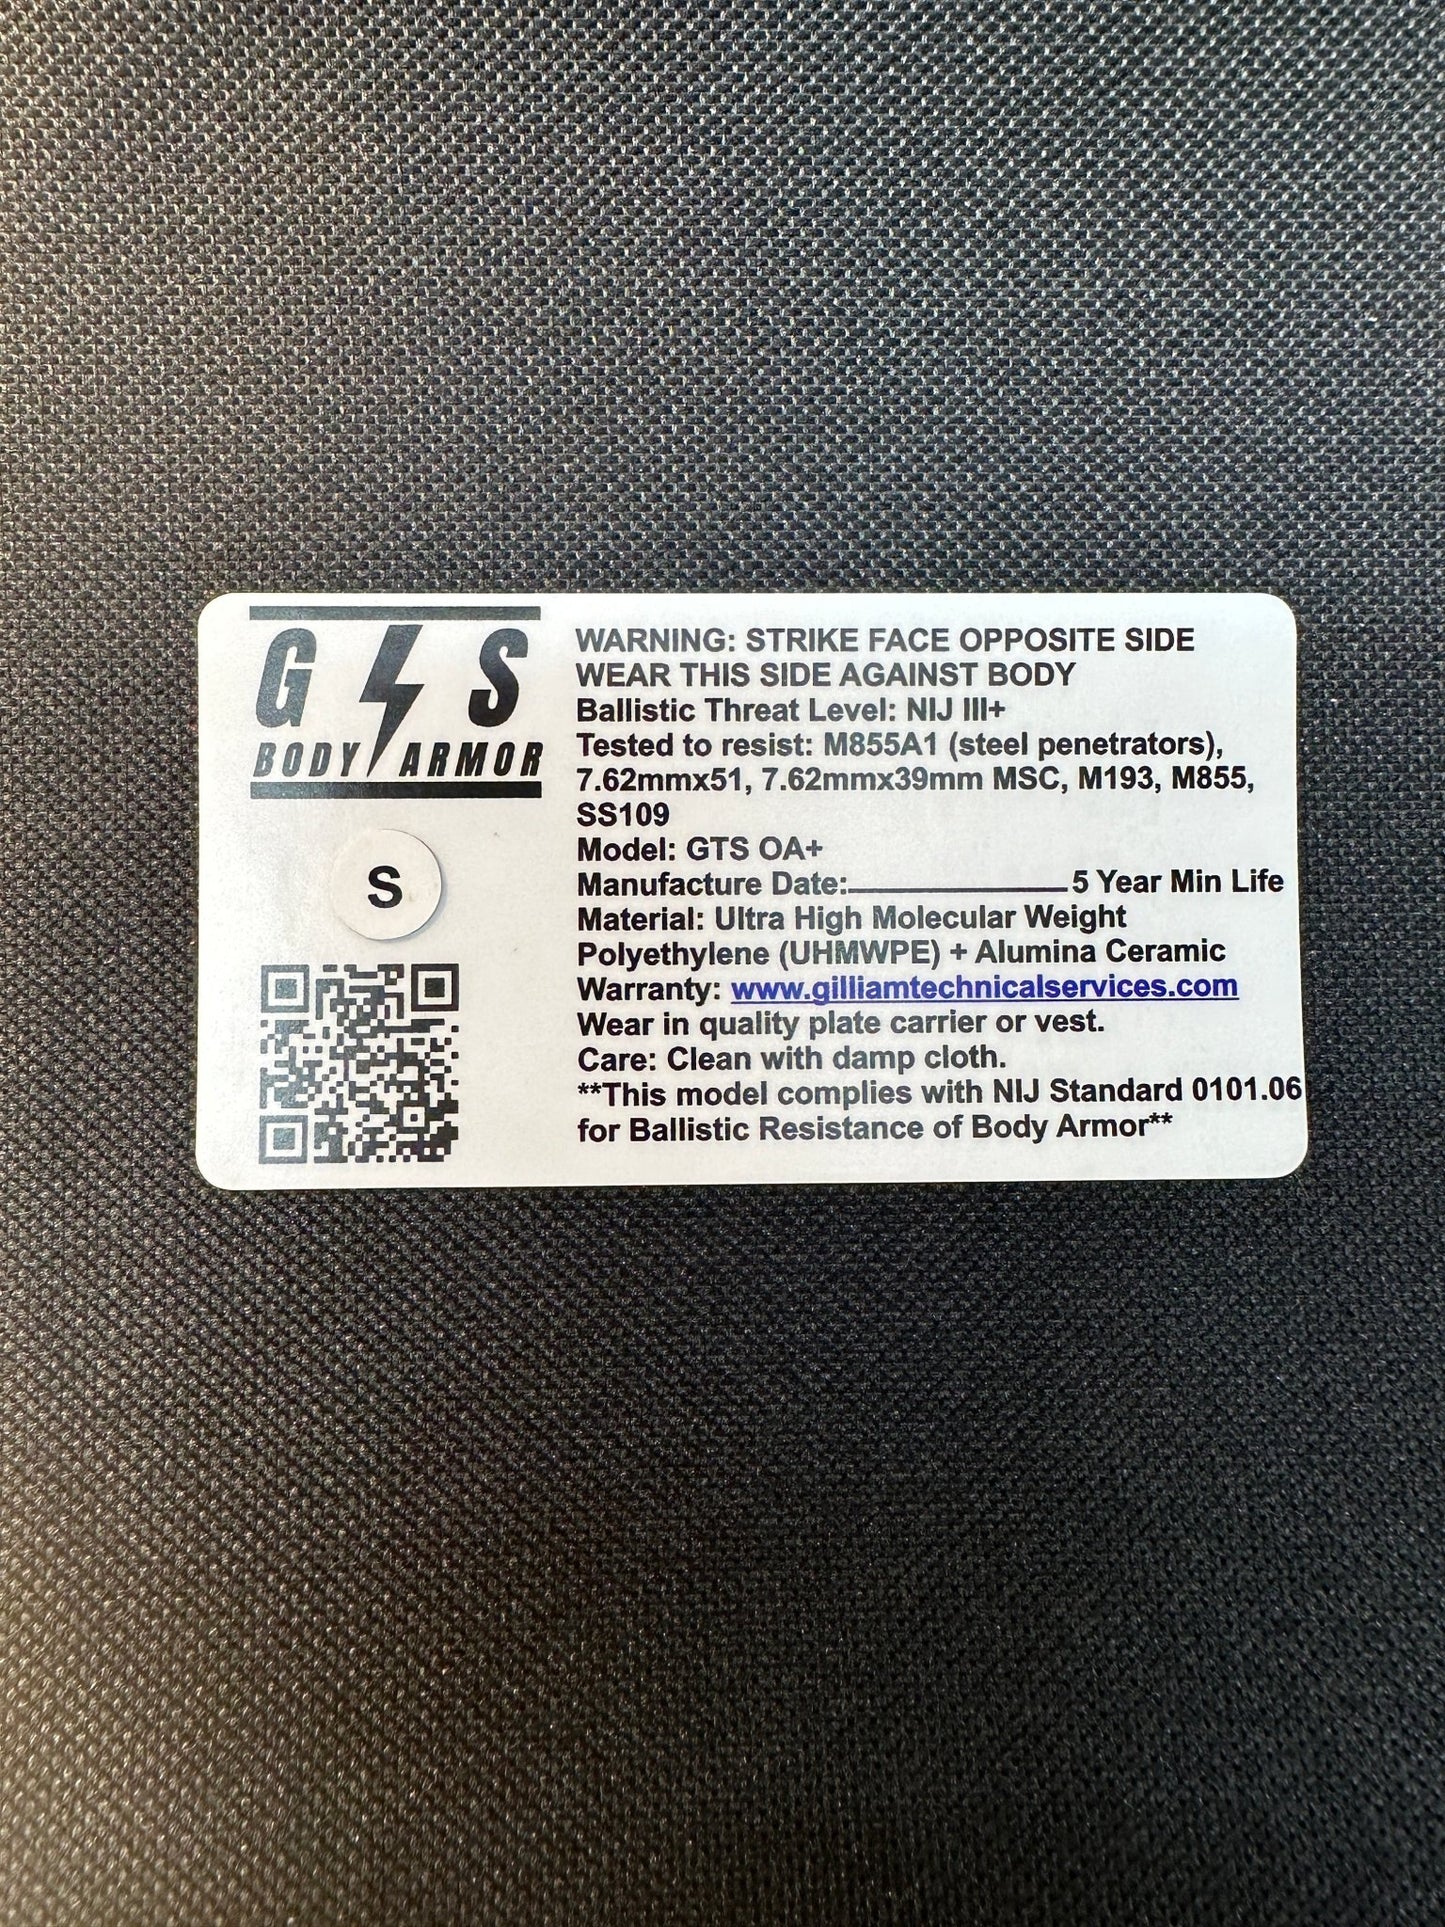 G S
BODY ARMOR
S
WARNING: STRIKE FACE OPPOSITE SIDE
WEAR THIS SIDE AGAINST BODY
Ballistic Threat Level: NIJ III+
Tested to resist: M855A1 (steel penetrators),
7.62mmx51, 7.62mmx39mm MSC, M193, M855,
SS109
Model: GTS OA+
Manufacture Date:____________ 5 Year Min Life
Material: Ultra High Molecular Weight
Polyethylene (UHMWPE) + Alumina Ceramic
Warranty: www.gilliamtechnicalservices.com
Wear in quality plate carrier or vest.
Care: Clean with damp cloth.
**This model complies with NIJ Standard 0101.06
for Ballistic Resistance of Body Armor**